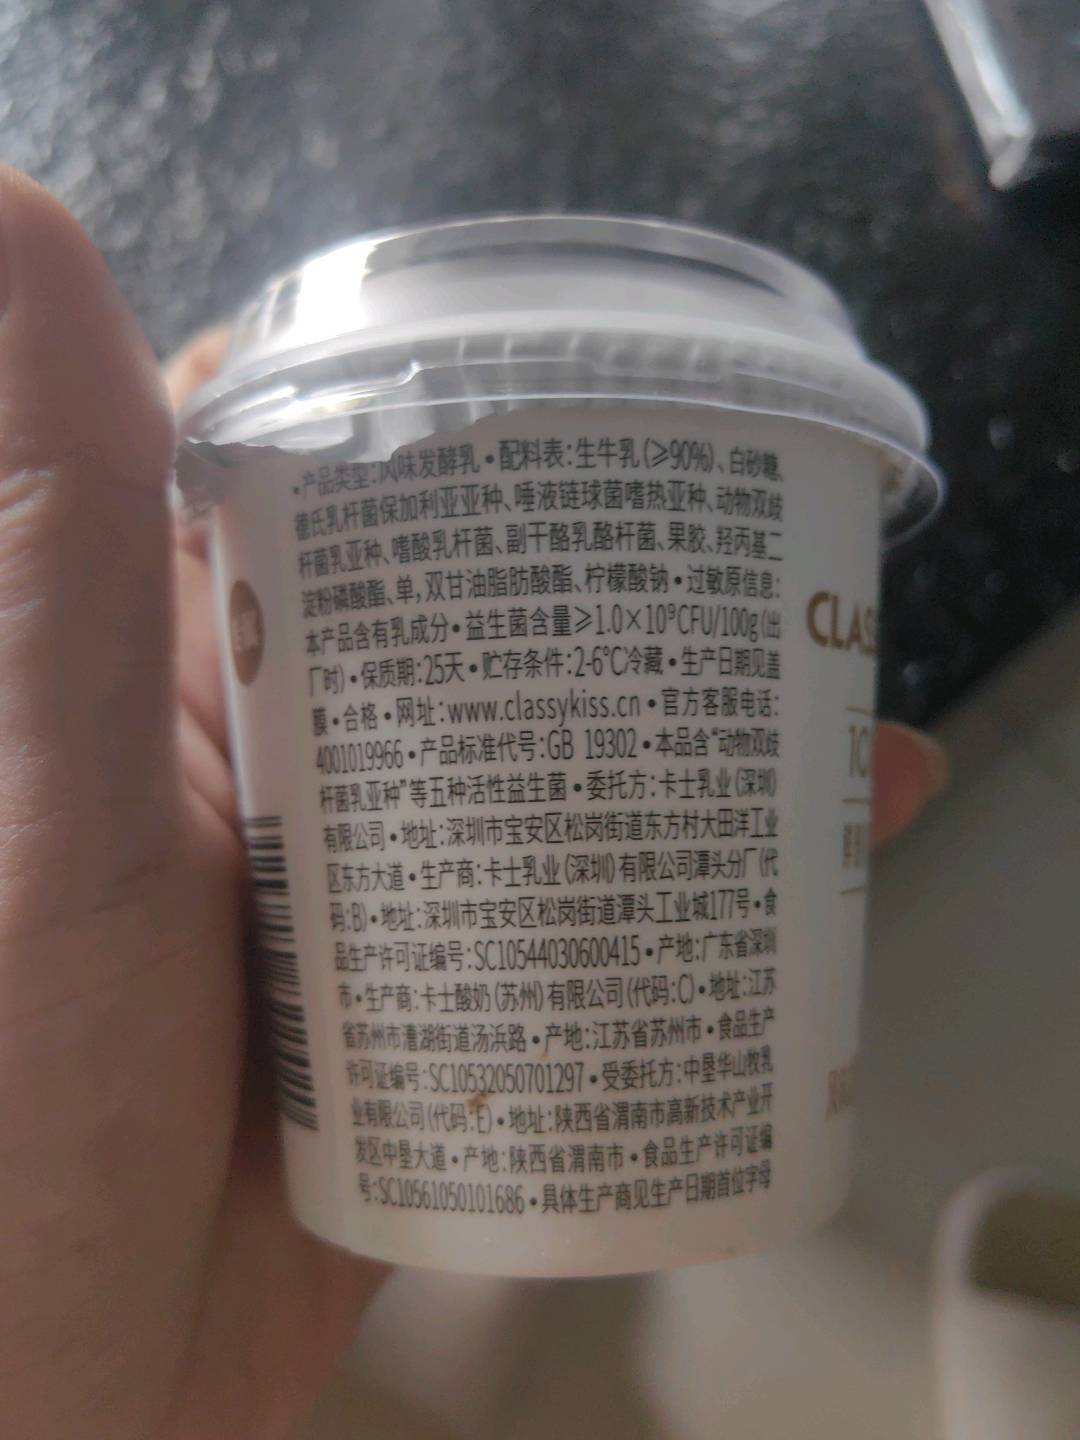 •产品类型:风味发酵乳•配料表:生牛乳(≥90%)、白砂糖、
德氏乳杆菌保加利亚亚种、唾液链球菌嗜热亚种、动物双歧
杆菌乳亚种、嗜酸乳杆菌、副干酪乳酪杆菌、果胶、羟丙基二
淀粉磷酸酯、单,双甘油脂肪酸酯、柠檬酸钠•过敏原信息:
本产品含有乳成分•益生菌含量≥1.0×10⁹CFU/100g(出
厂时)•保质期:25天•贮存条件:2-6℃冷藏•生产日期见盖
膜•合格•网址:www.classykiss.cn•官方客服电话:
4001019966•产品标准代号:GB 19302•本品含“动物双歧
杆菌乳亚种”等五种活性益生菌•委托方:卡士乳业(深圳)
有限公司•地址:深圳市宝安区松岗街道东方村大田洋工业
区东方大道•生产商:卡士乳业(深圳)有限公司潭头分厂(代
码:B)•地址:深圳市宝安区松岗街道潭头工业城177号•食
品生产许可证编号:SC10544030600415•产地:广东省深圳
市•生产商:卡士酸奶(苏州)有限公司(代码:C)•地址:江苏
省苏州市漕湖街道汤浜路•产地:江苏省苏州市•食品生产
许可证编号:SC10532050701297•受委托方:中垦华山牧乳
业有限公司(代码:E)•地址:陕西省渭南市高新技术产业开
发区中垦大道•产地:陕西省渭南市•食品生产许可证编
号:SC10561050101686•具体生产商见生产日期首位字母
CLAS